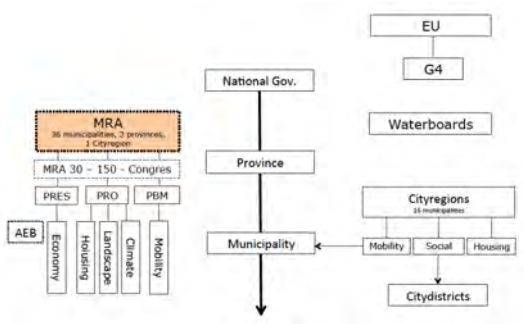 EU
G4
National Gov.
MRA
36 municipalities, 2 provinces,
1 Cityregion
Waterboards
MRA 30 – 150 - Congres
Province
PRES
PRO
PBM
Cityregions
16 municipalities
AEB
Economy
Hoiusing
Landscape
Climate
Mobility
Municipality
Mobility
Social
Housing
Citydistricts